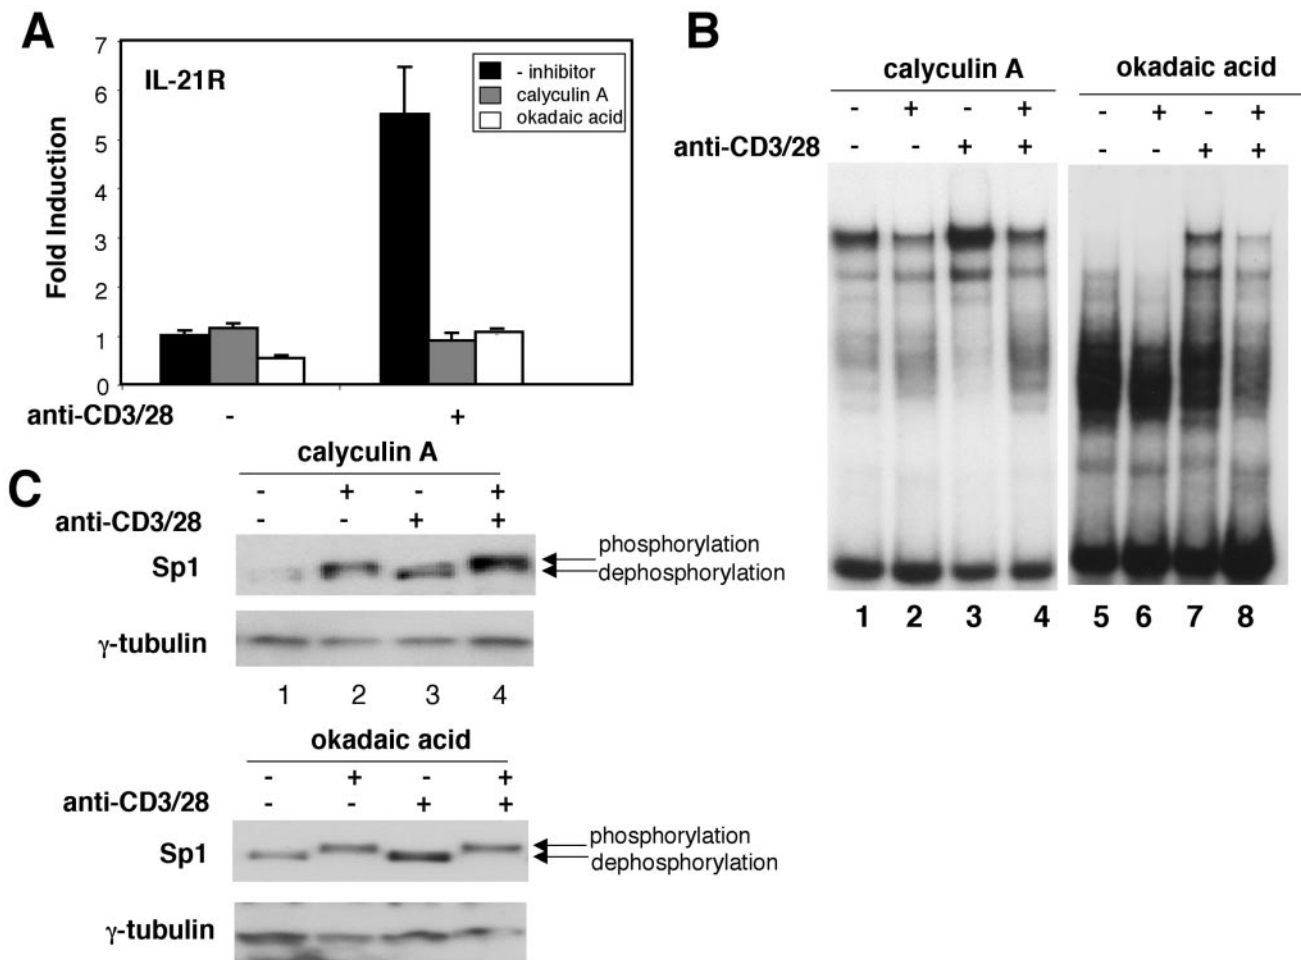 A
IL-21R
- inhibitor
calyculin A
okadaic acid
Fold Induction
7
6
5
4
3
2
1
0
anti-CD3/28 - +
B
calyculin A okadaic acid
- + - + - + - +
anti-CD3/28 - - + + - - + +
1 2 3 4 5 6 7 8
C
calyculin A
- + - +
anti-CD3/28 - - + +
Sp1
phosphorylation
dephosphorylation
γ-tubulin
1 2 3 4
okadaic acid
- + - +
anti-CD3/28 - - + +
Sp1
phosphorylation
dephosphorylation
γ-tubulin